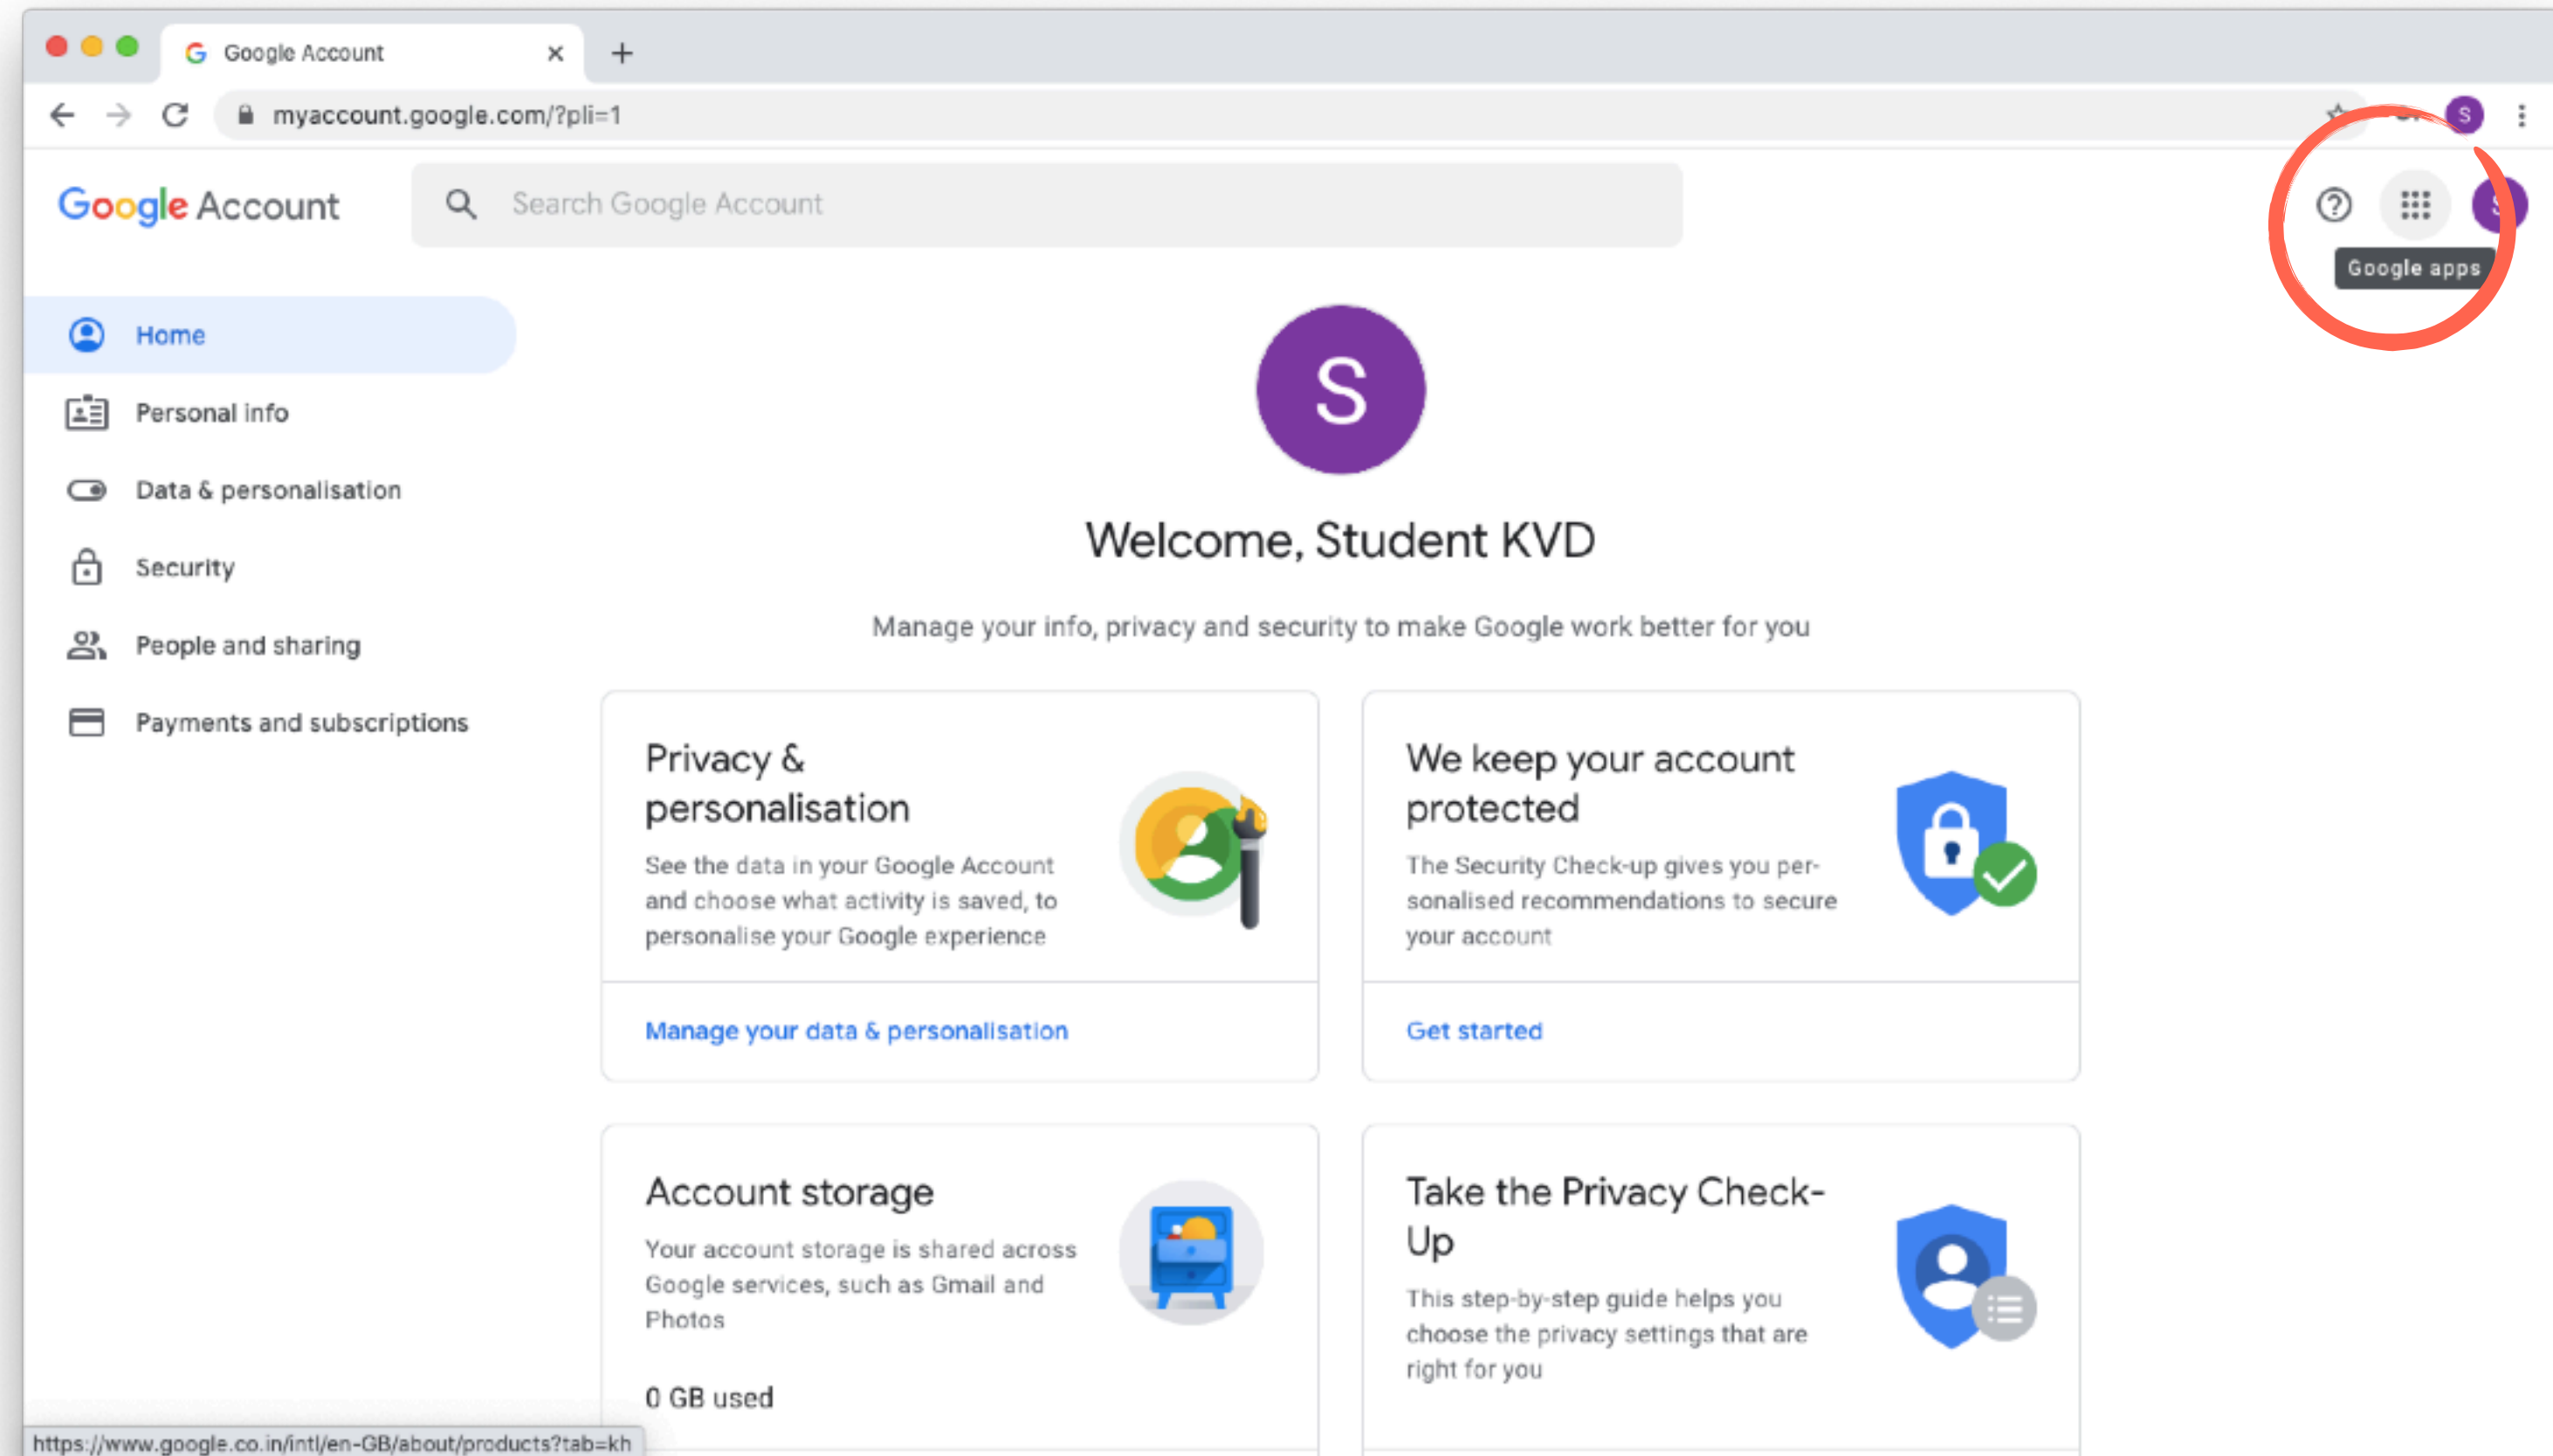 Google Account
myaccount.google.com/?pli=1
S
Google Account
Search Google Account
S
Google apps
Home
Personal info
Data & personalisation
Security
People and sharing
Payments and subscriptions
S
Welcome, Student KVD
Manage your info, privacy and security to make Google work better for you
Privacy &
personalisation
See the data in your Google Account
and choose what activity is saved, to
personalise your Google experience
Manage your data & personalisation
We keep your account
protected
The Security Check-up gives you per-
sonalised recommendations to secure
your account
Get started
Account storage
Your account storage is shared across
Google services, such as Gmail and
Photos
0 GB used
Take the Privacy Check-
Up
This step-by-step guide helps you
choose the privacy settings that are
right for you
https://www.google.co.in/intl/en-GB/about/products?tab=kh